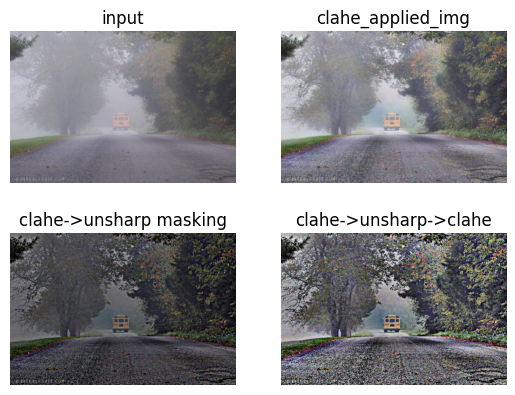 input
clahe_applied_img
clahe->unsharp masking
clahe->unsharp->clahe